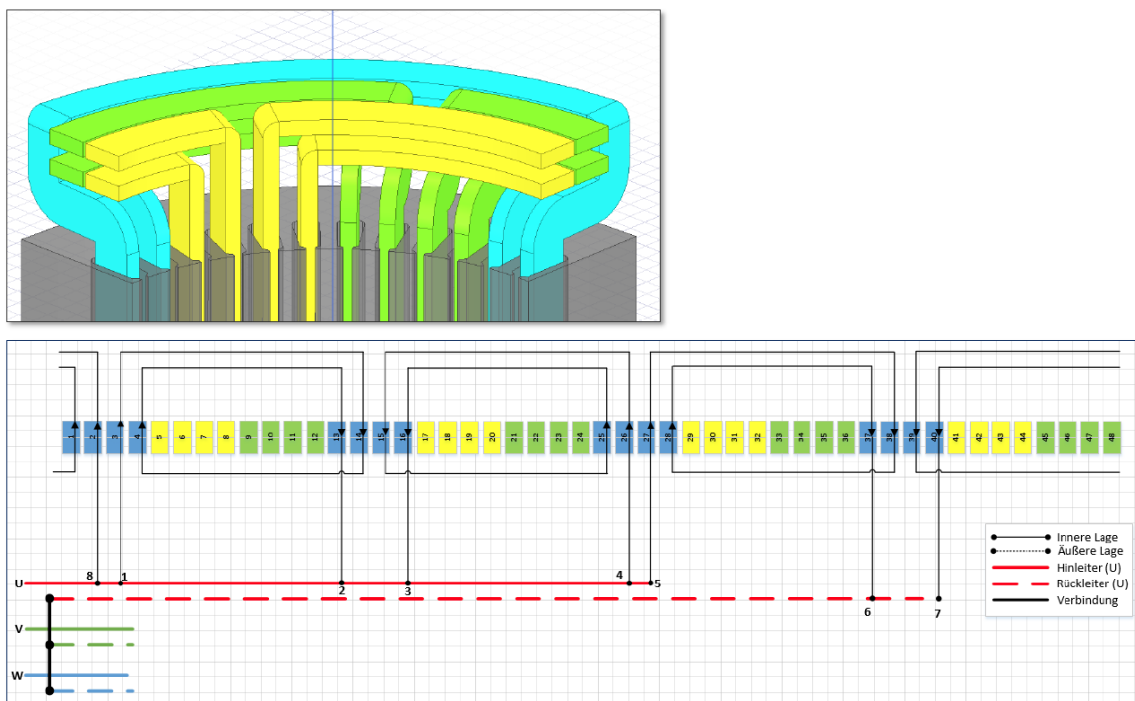 1 2 3 4 5 6 7 8 9 10 11 12 13 14 15 16 17 18 19 20 21 22 23 24 25 26 27 28 29 30 31 32 33 34 35 36 37 38 39 40 41 42 43 44 45 46 47 48
U 8 1 2 3 4 5
6 7
V
W
Innere Lage
Äußere Lage
Hinleiter (U)
Rückleiter (U)
Verbindung